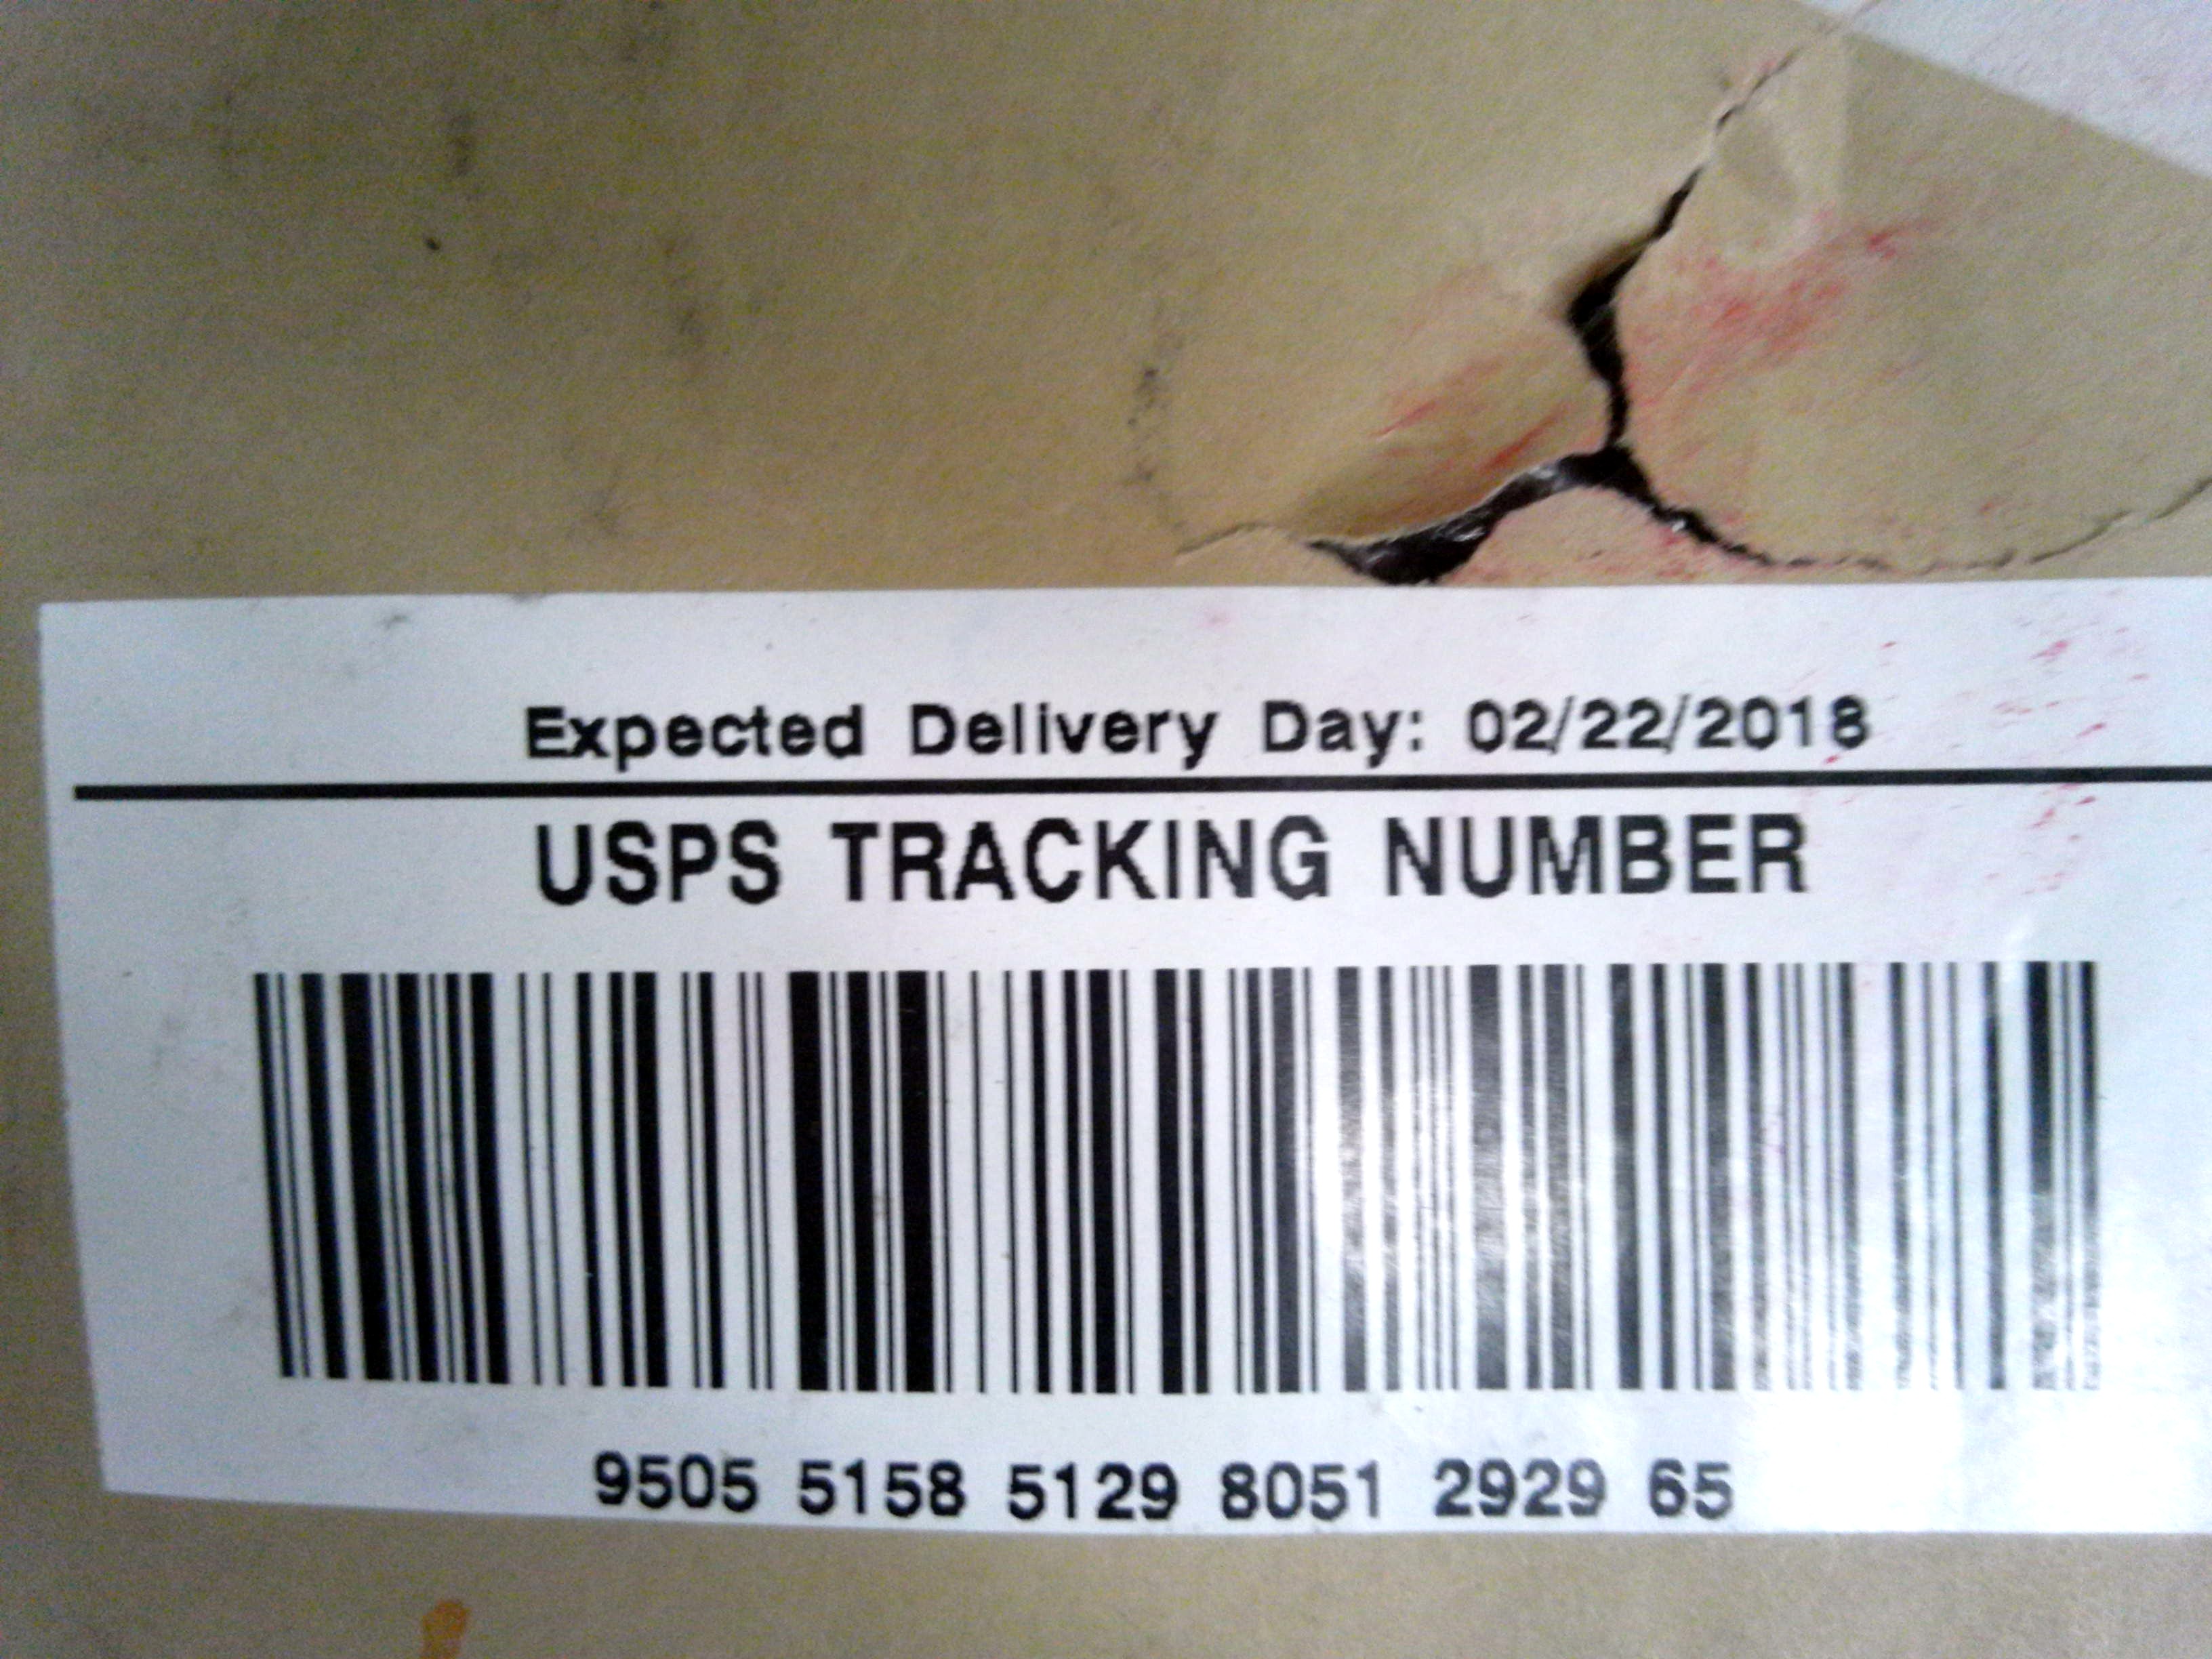 Expected Delivery Day: 02/22/2018
USPS TRACKING NUMBER
9505 5158 5129 8051 2929 65